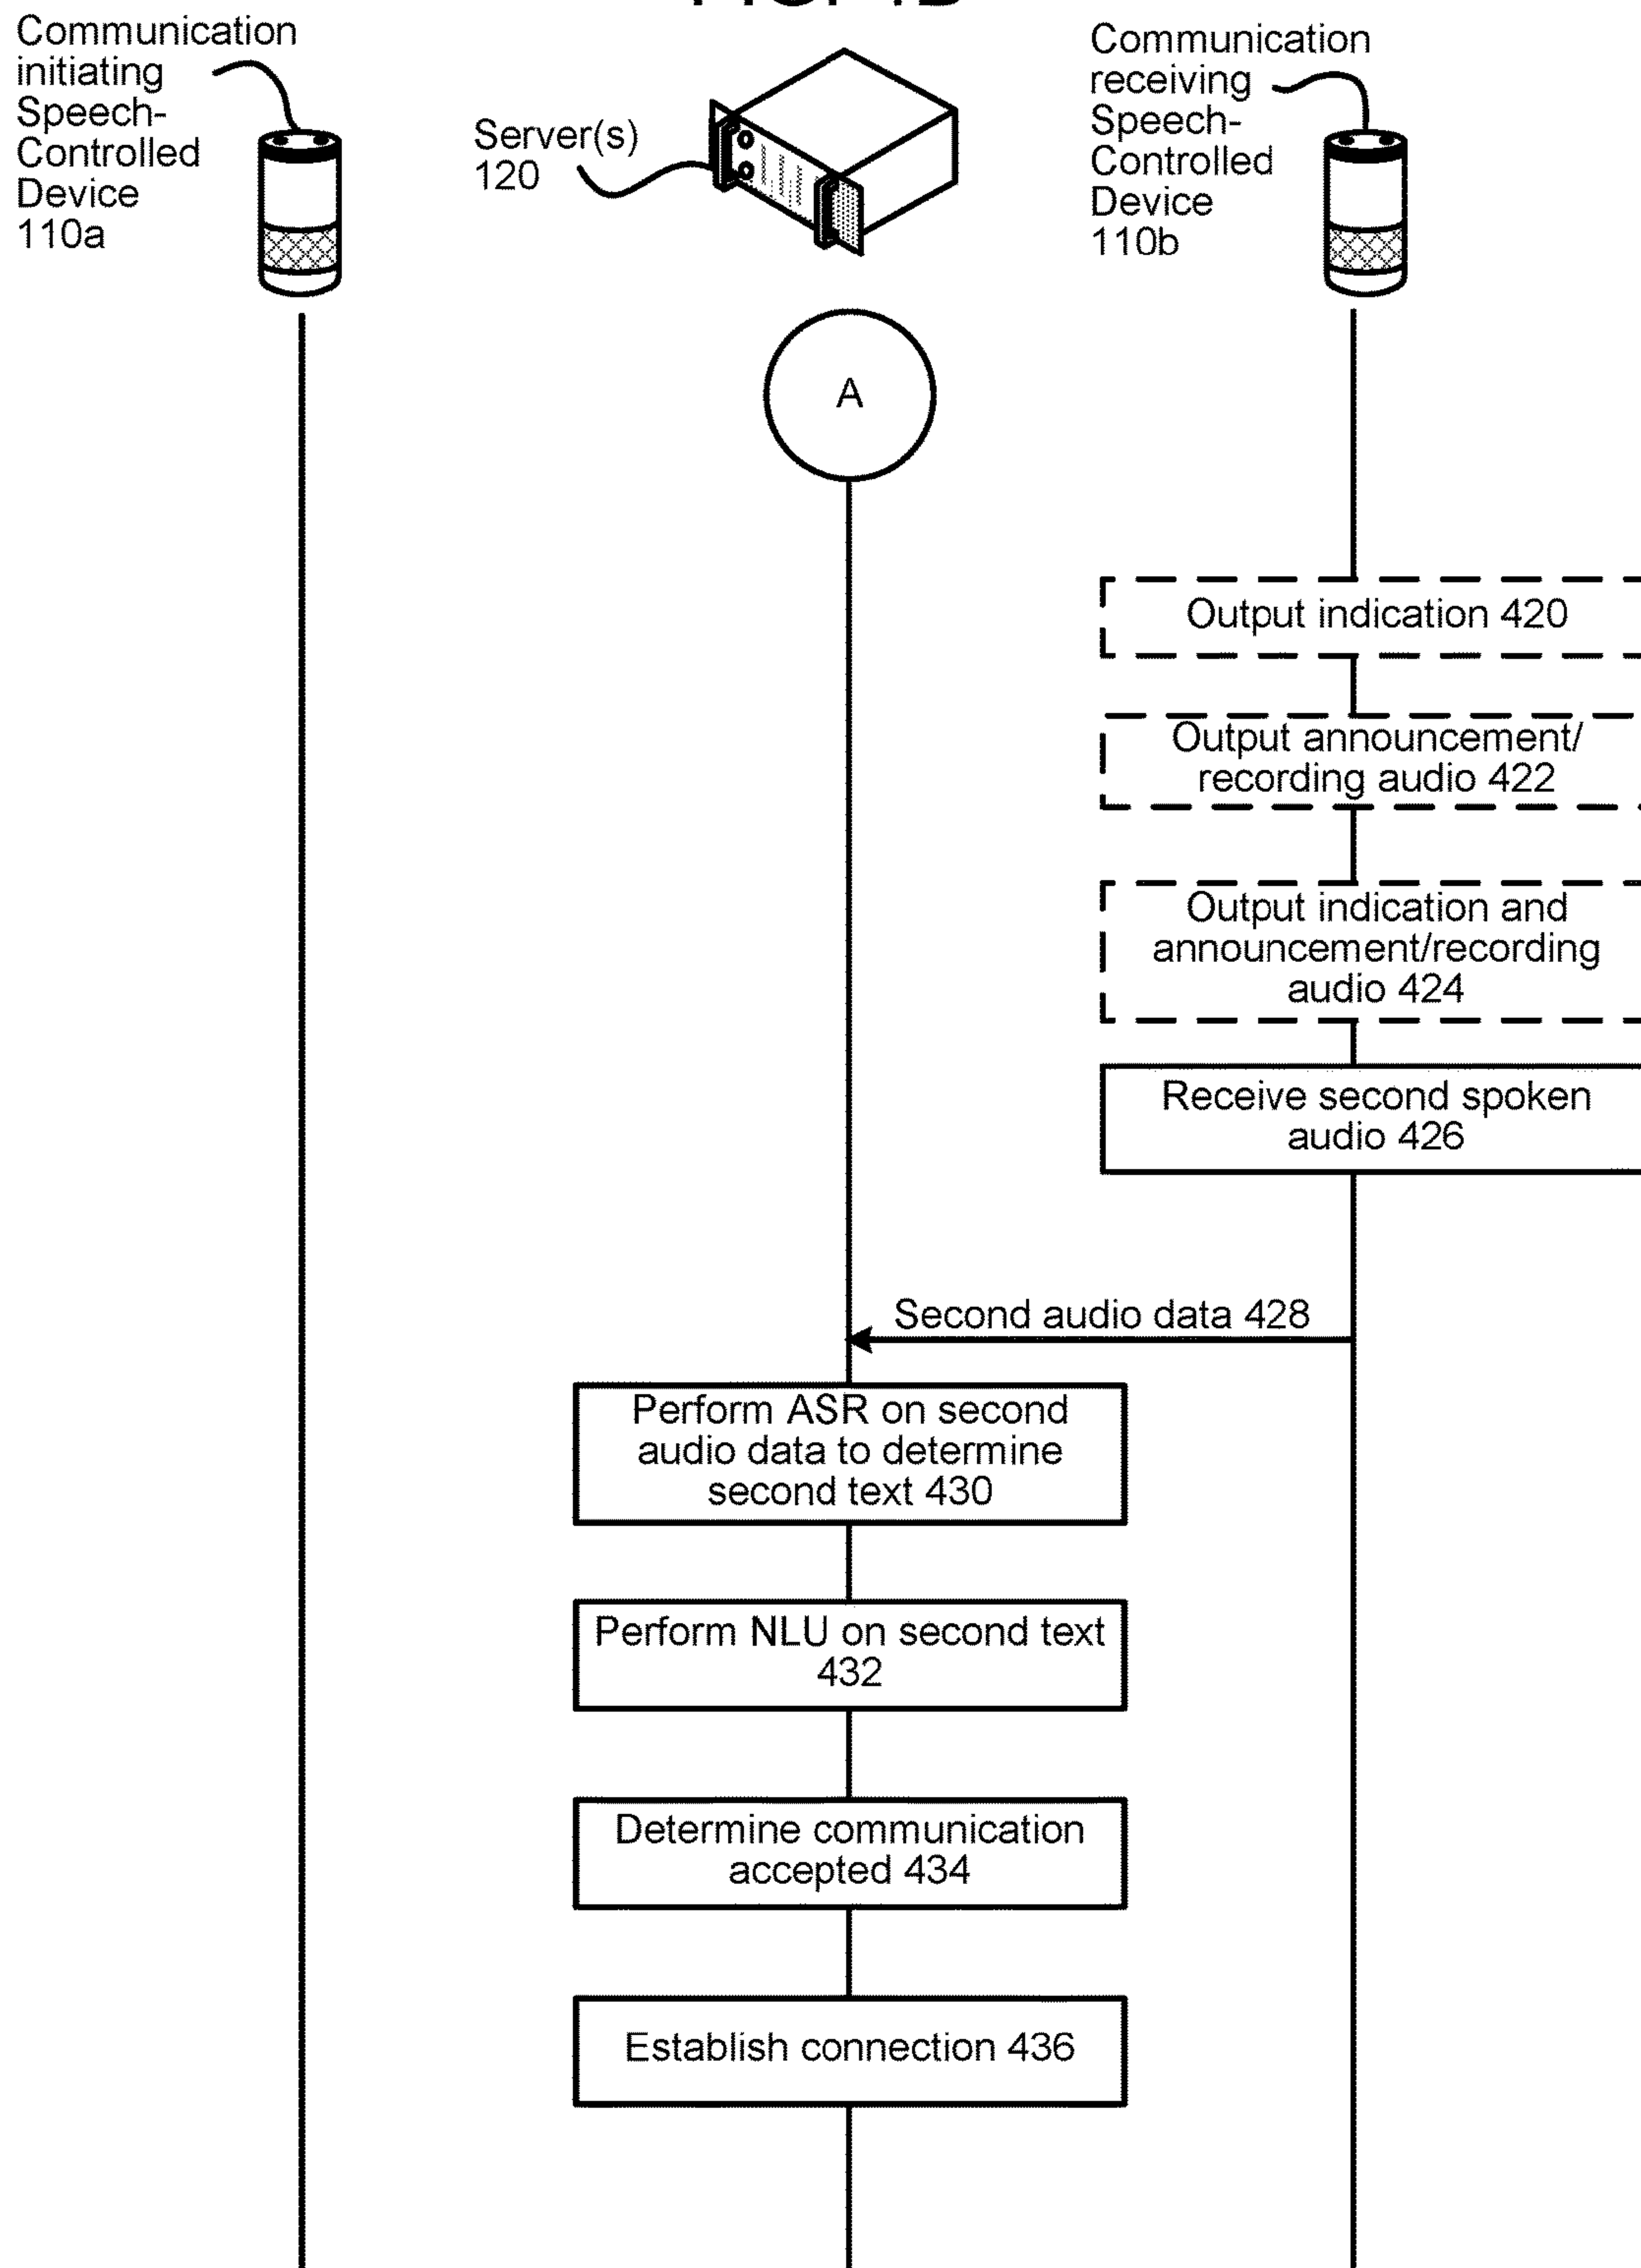 Communication
initiating
Speech-
Controlled
Device
110a
Server(s)
120
Communication
receiving
Speech-
Controlled
Device
110b
A
Output indication 420
Output announcement/
recording audio 422
Output indication and
announcement/recording
audio 424
Receive second spoken
audio 426
Second audio data 428
Perform ASR on second
audio data to determine
second text 430
Perform NLU on second text
432
Determine communication
accepted 434
Establish connection 436